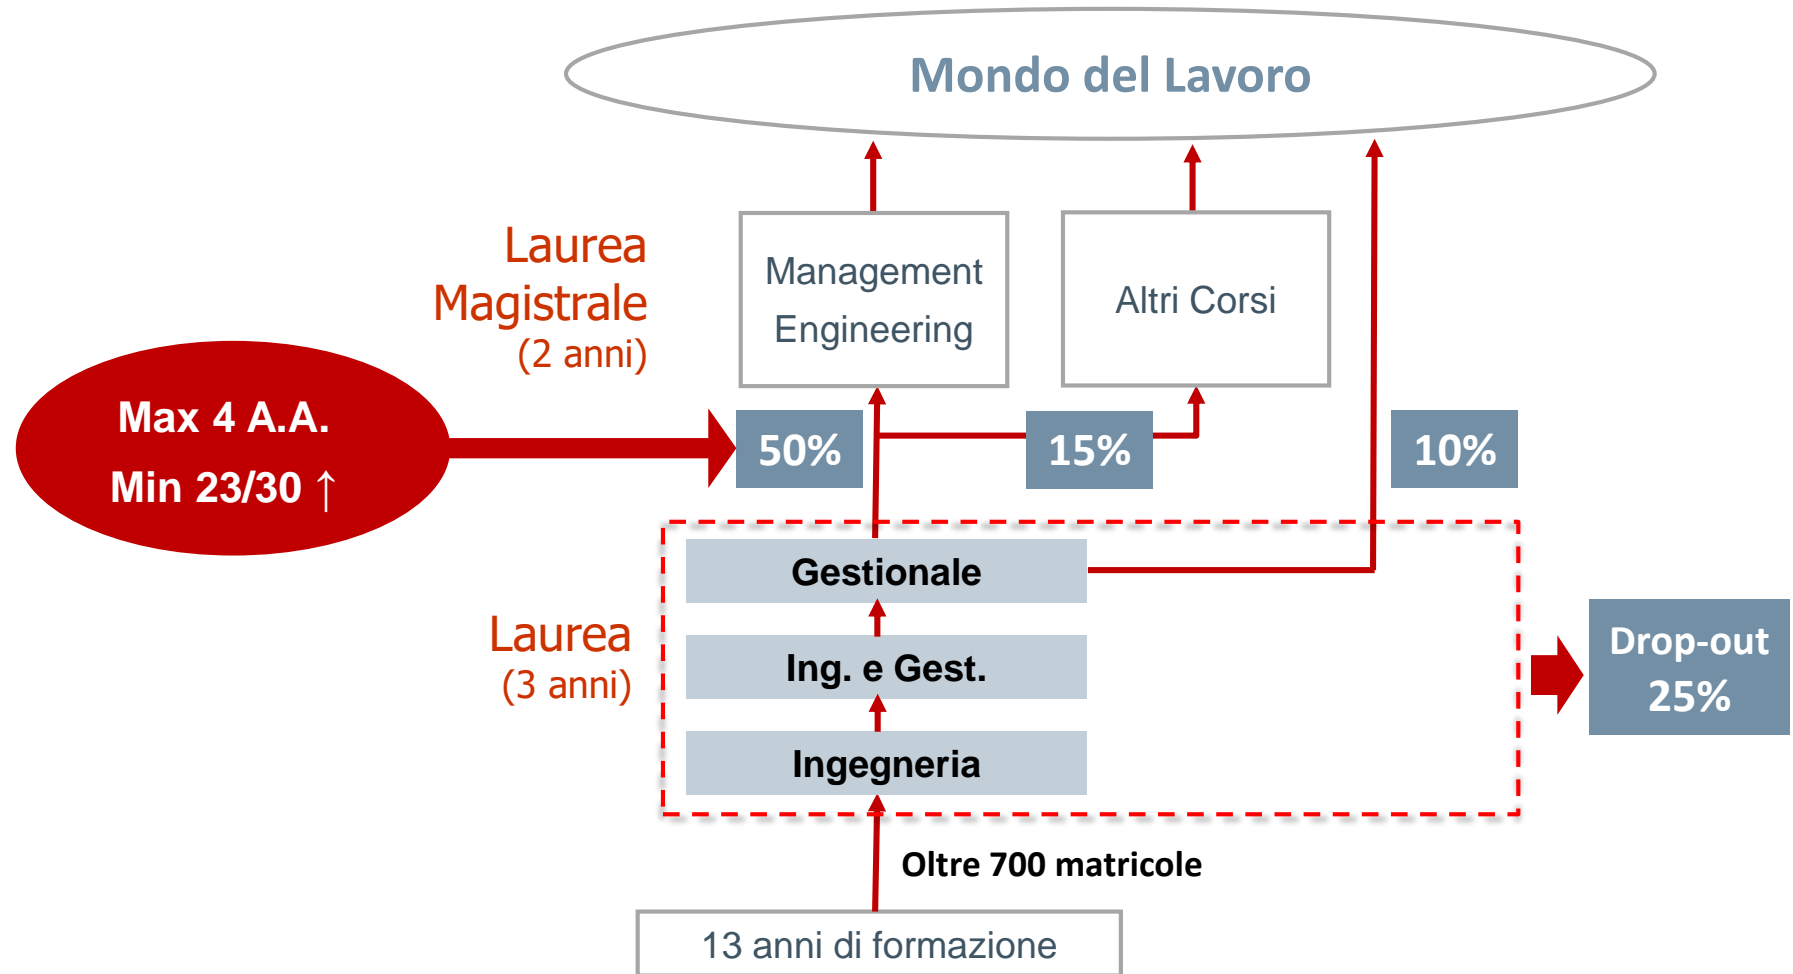 Mondo del Lavoro
Laurea
Magistrale
(2 anni)
Management
Engineering
Altri Corsi
Max 4 A.A.
Min 23/30 ↑
50%
15%
10%
Laurea
(3 anni)
Gestionale
Ing. e Gest.
Ingegneria
Drop-out
25%
Oltre 700 matricole
13 anni di formazione